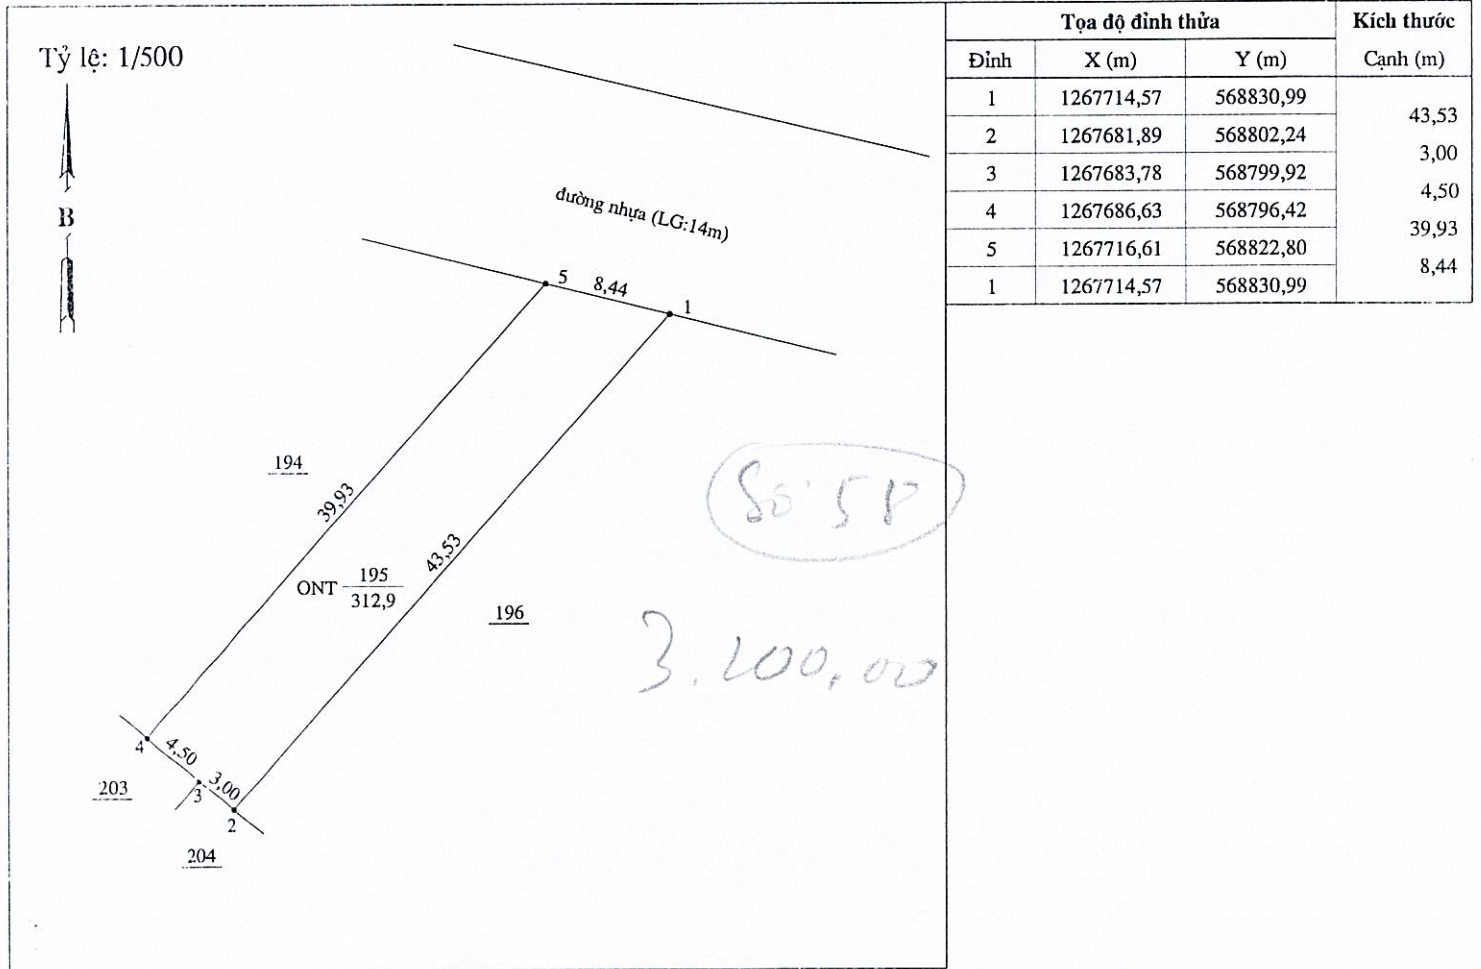 Tỷ lệ: 1/500
B
đường nhựa (LG:14m)
5
8,44
1
194
39,93
43,53
ONT 195
312,9
196
Số 58
3.200,00
4
4,50
3,00
3
2
203
204
Tọa độ đỉnh thửa Kích thước
Đỉnh X (m) Y (m) Cạnh (m)
1 1267714,57 568830,99
43,53
2 1267681,89 568802,24
3,00
3 1267683,78 568799,92
4,50
4 1267686,63 568796,42
39,93
5 1267716,61 568822,80
8,44
1 1267714,57 568830,99